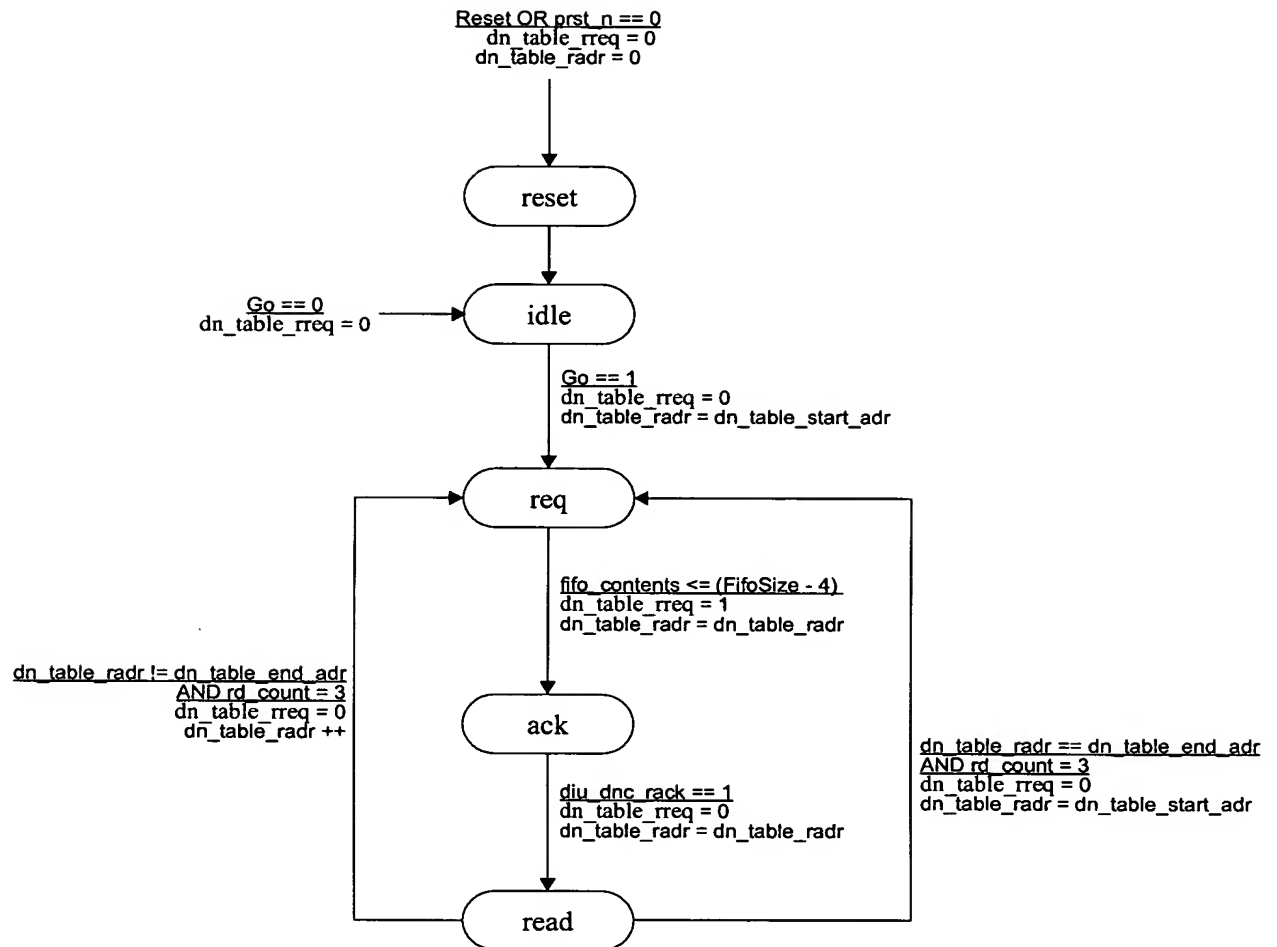 Reset OR prst_n == 0
dn_table_rreq = 0
dn_table_radr = 0
reset
Go == 0
dn_table_rreq = 0
idle
Go == 1
dn_table_rreq = 0
dn_table_radr = dn_table_start_adr
req
fifo_contents <= (FifoSize - 4)
dn_table_rreq = 1
dn_table_radr = dn_table_radr
dn_table_radr != dn_table_end_adr
AND rd_count = 3
dn_table_rreq = 0
dn_table_radr ++
ack
dn_table_radr == dn_table_end_adr
AND rd_count = 3
dn_table_rreq = 0
dn_table_radr = dn_table_start_adr
diu_dnc_rack == 1
dn_table_rreq = 0
dn_table_radr = dn_table_radr
read